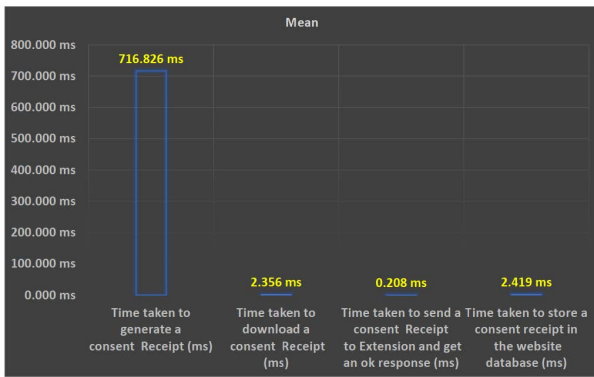 Mean
800.000 ms
700.000 ms
600.000 ms
500.000 ms
400.000 ms
300.000 ms
200.000 ms
100.000 ms
0.000 ms
716.826 ms
2.356 ms
0.208 ms
2.419 ms
Time taken to
generate a
consent Receipt (ms)
Time taken to
download a
consent Receipt
(ms)
Time taken to send a
consent Receipt
to Extension and get
an ok response (ms)
Time taken to store a
consent receipt in
the website
database (ms)